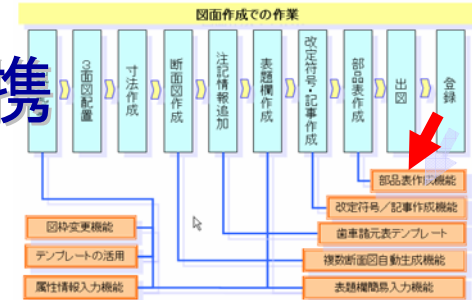 図面作成での作業
携
3面図配置
寸法作成
断面図作成
注記情報追加
表題欄作成
改定符号・記事作成
部品表作成
出図
登録
部品表作成機能
改定符号/記事作成機能
歯車諸元表テンプレート
複数断面図自動生成機能
表題欄簡易入力機能
図枠変更機能
テンプレートの活用
属性情報入力機能